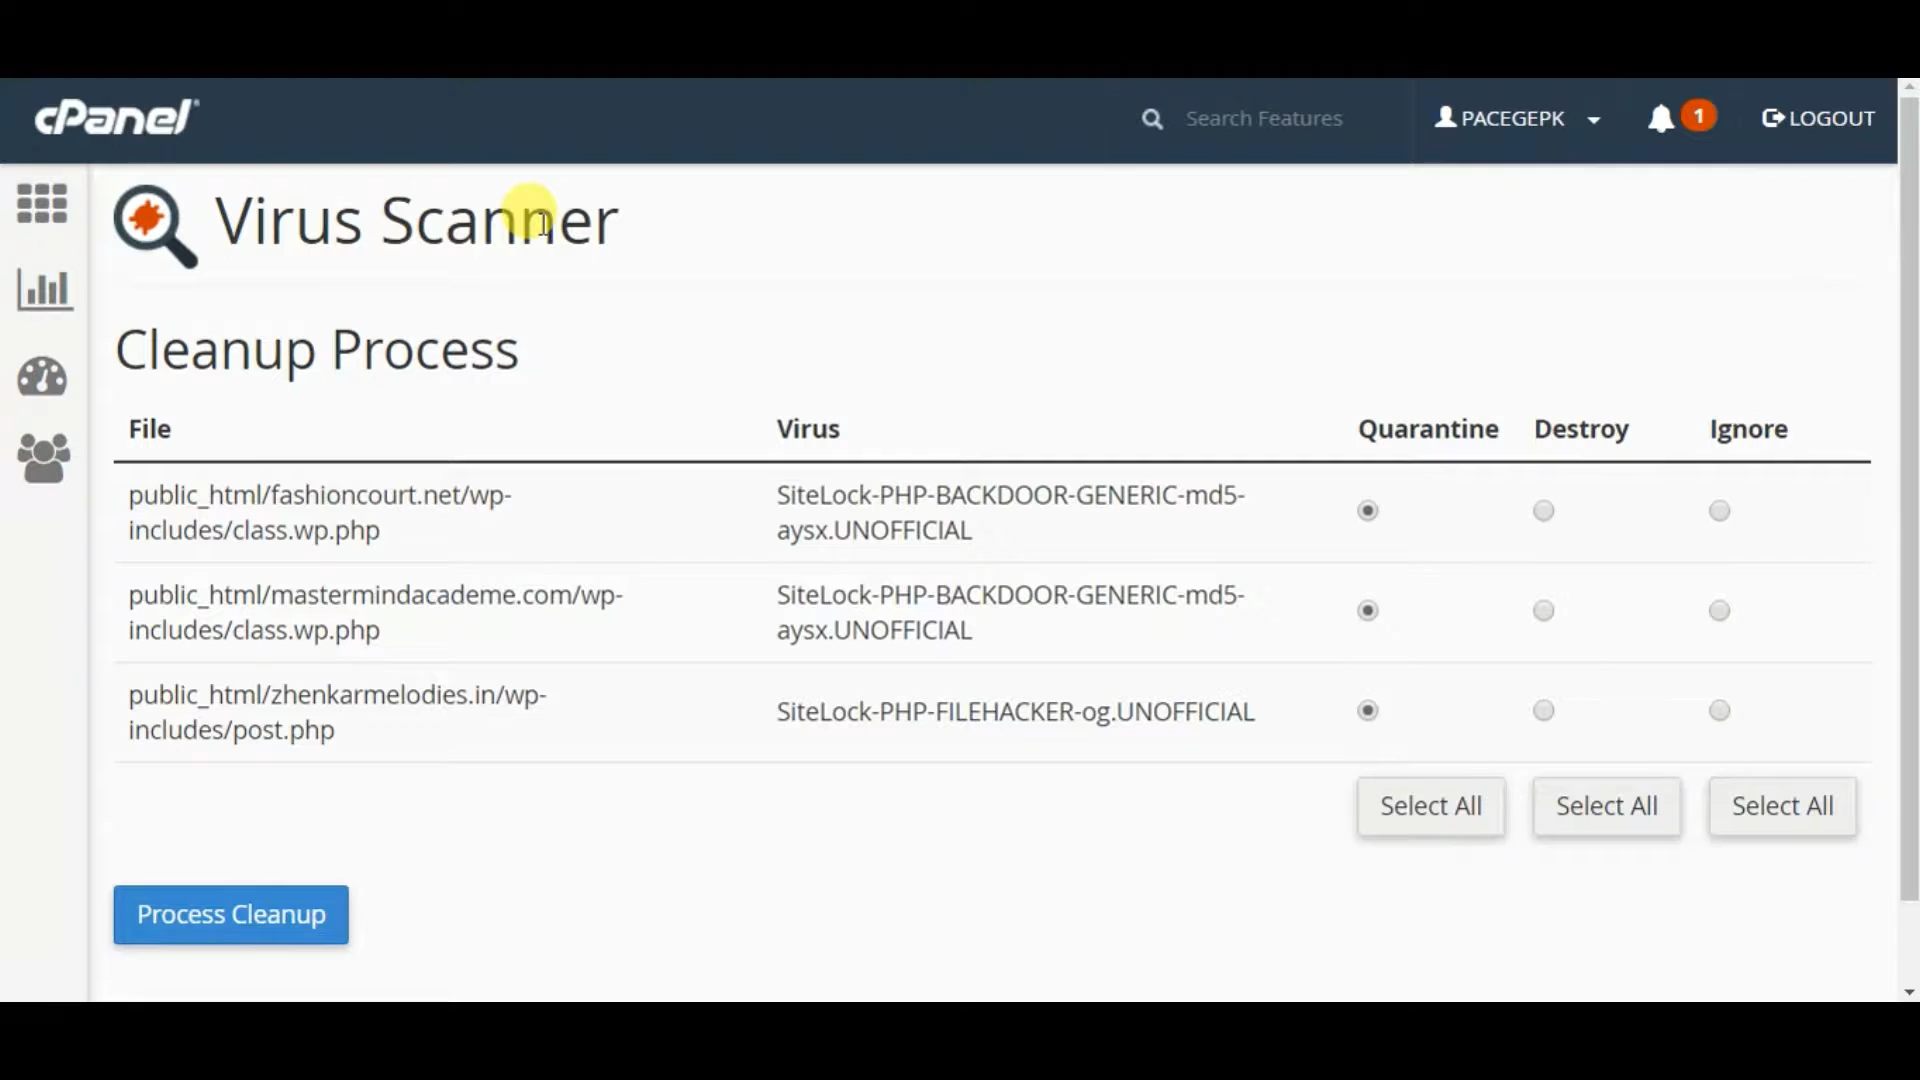 cPanel®
Search Features
PACEGEPK
1
LOGOUT
Virus Scanner
Cleanup Process
File Virus Quarantine Destroy Ignore
public_html/fashioncourt.net/wp-
includes/class.wp.php
SiteLock-PHP-BACKDOOR-GENERIC-md5-
aysx.UNOFFICIAL
public_html/mastermindacademe.com/wp-
includes/class.wp.php
SiteLock-PHP-BACKDOOR-GENERIC-md5-
aysx.UNOFFICIAL
public_html/zhenkarmelodies.in/wp-
includes/post.php
SiteLock-PHP-FILEHACKER-og.UNOFFICIAL
Select All Select All Select All
Process Cleanup